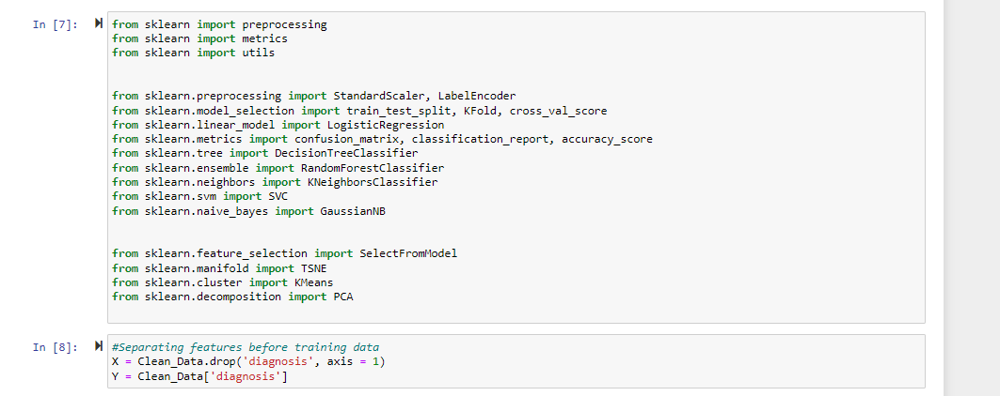 In [7]:
from sklearn import preprocessing
from sklearn import metrics
from sklearn import utils
from sklearn.preprocessing import StandardScaler, LabelEncoder
from sklearn.model_selection import train_test_split, KFold, cross_val_score
from sklearn.linear_model import LogisticRegression
from sklearn.metrics import confusion_matrix, classification_report, accuracy_score
from sklearn.tree import DecisionTreeClassifier
from sklearn.ensemble import RandomForestClassifier
from sklearn.neighbors import KNeighborsClassifier
from sklearn.svm import SVC
from sklearn.naive_bayes import GaussianNB
from sklearn.feature_selection import SelectFromModel
from sklearn.manifold import TSNE
from sklearn.cluster import KMeans
from sklearn.decomposition import PCA
In [8]:
#Separating features before training data
X = Clean_Data.drop('diagnosis', axis = 1)
Y = Clean_Data['diagnosis']